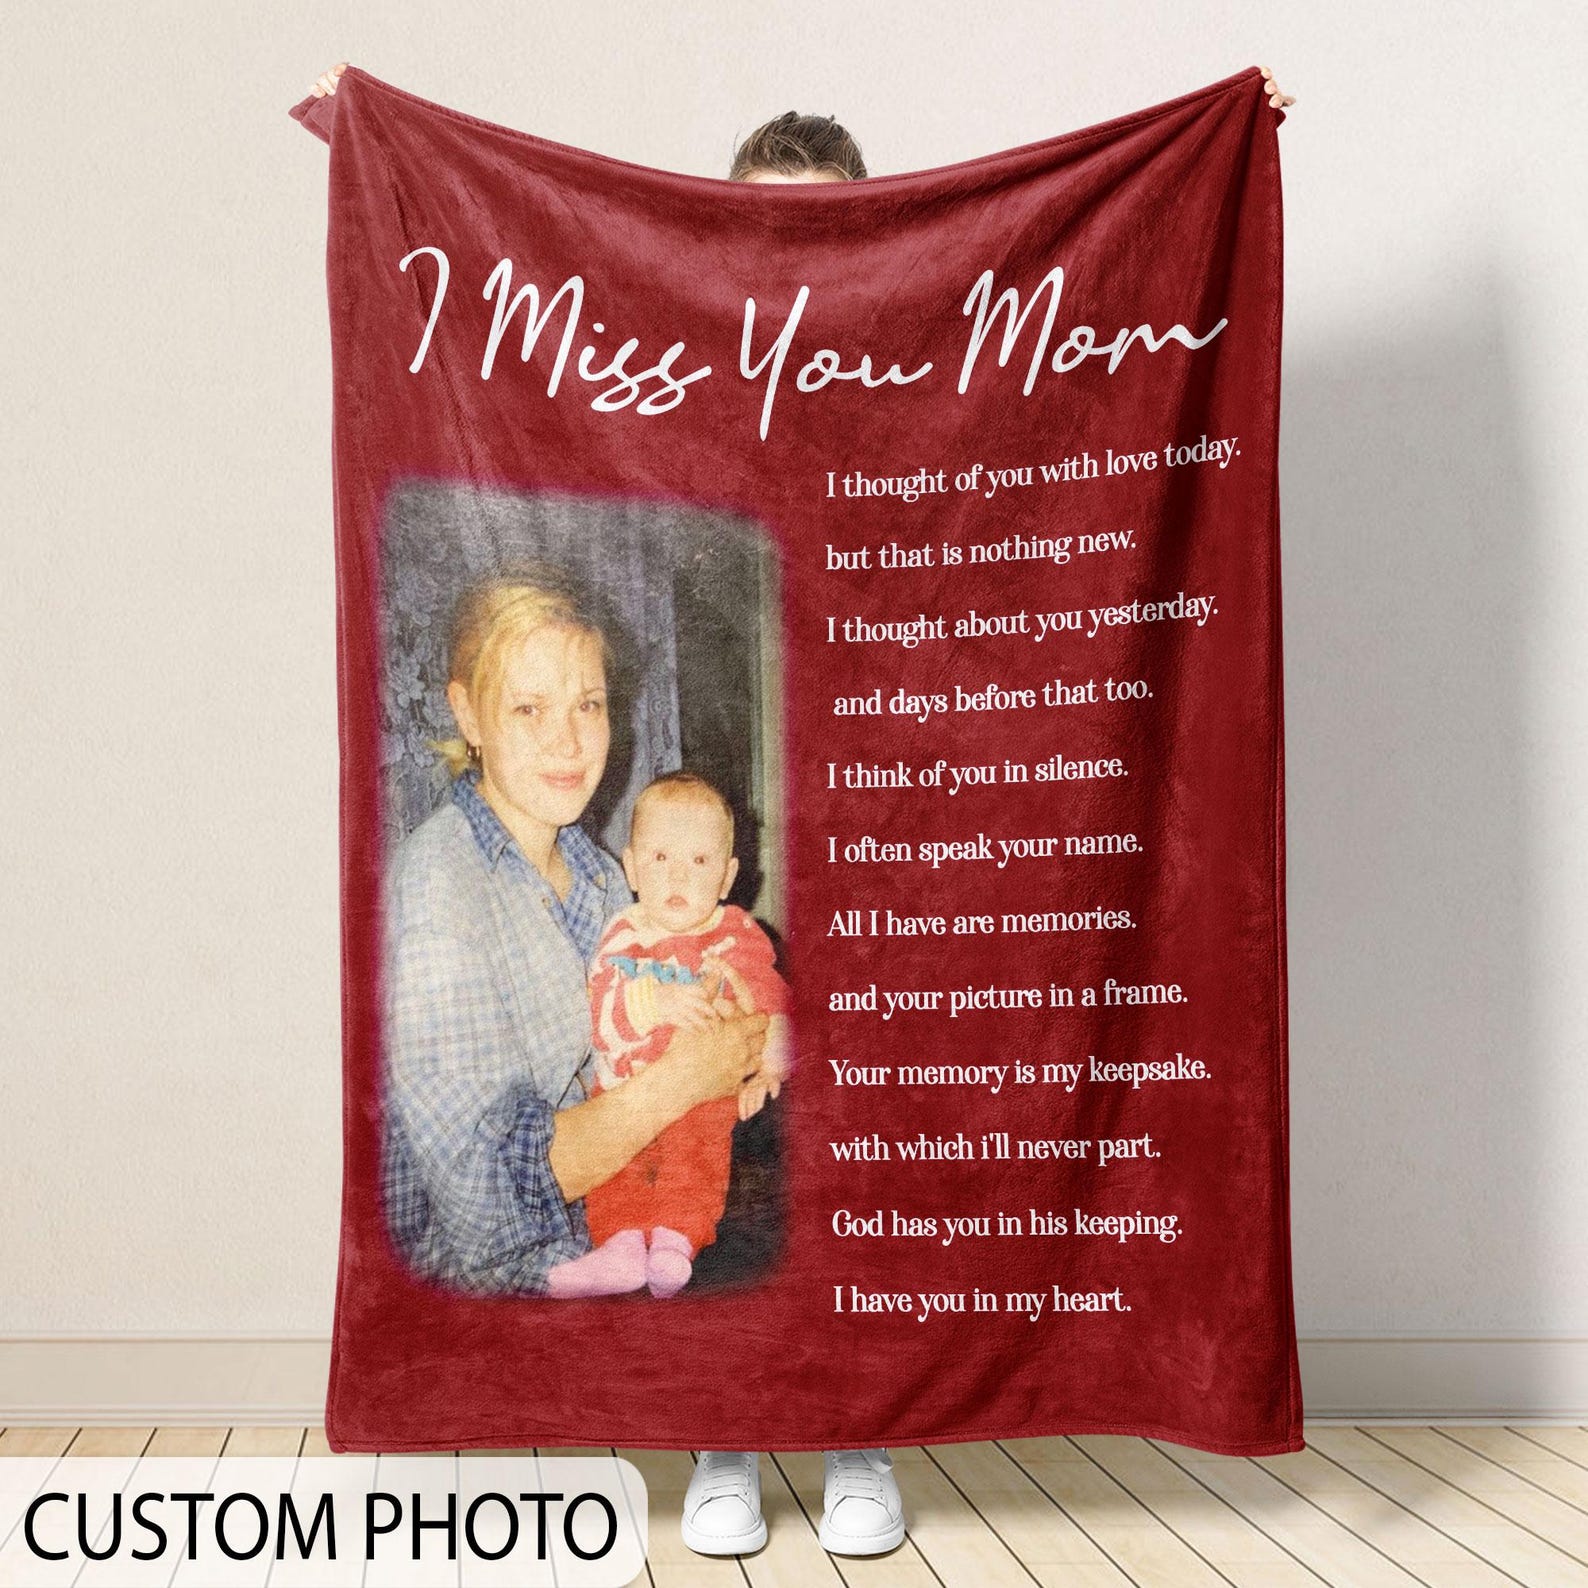 I Miss You Mom
I thought of you with love today.
but that is nothing new.
I thought about you yesterday.
and days before that too.
I think of you in silence.
I often speak your name.
All I have are memories.
and your picture in a frame.
Your memory is my keepsake.
with which i'll never part.
God has you in his keeping.
I have you in my heart.
CUSTOM PHOTO